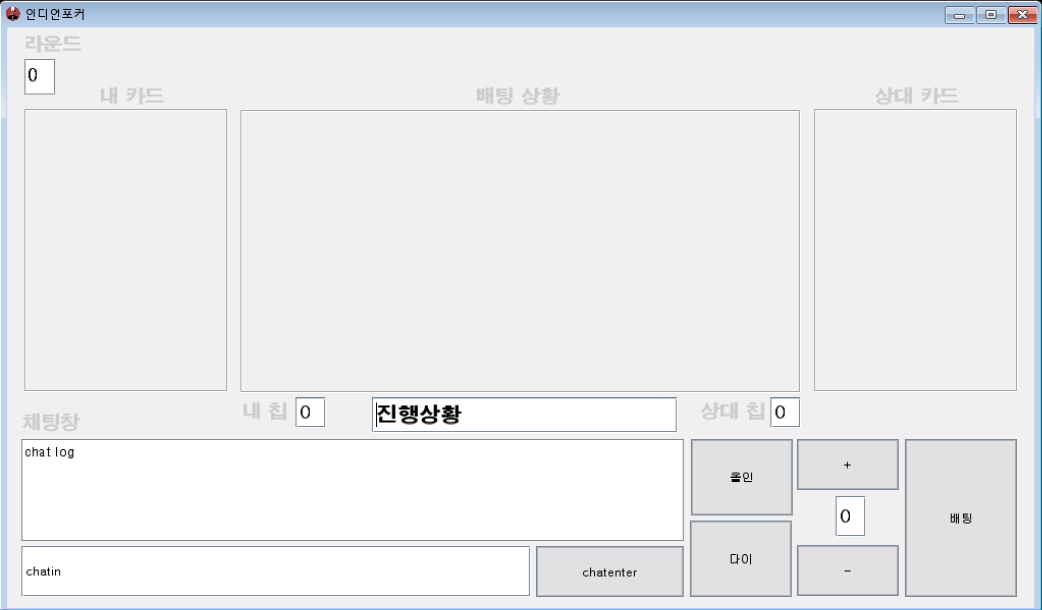 인디언포커
라운드
0
내 카드
배팅 상황
상대 카드
내 칩 0
진행상황
상대 칩 0
채팅창
chat log
올인
+
0
배팅
다이
-
chatin
chatenter